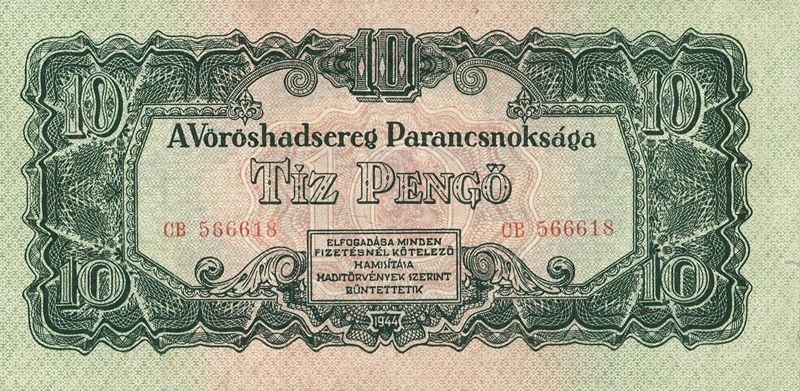 10
10 10
A Vöröshadsereg Parancsnoksága
TÍZ PENGŐ
CB 566618 CB 566618
ELFOGADÁSA MINDEN
FIZETÉSNÉL KÖTELEZŐ
HAMISÍTÁSA
HADITÖRVÉNYEK SZERINT
BÜNTETTETIK
10 10
1944